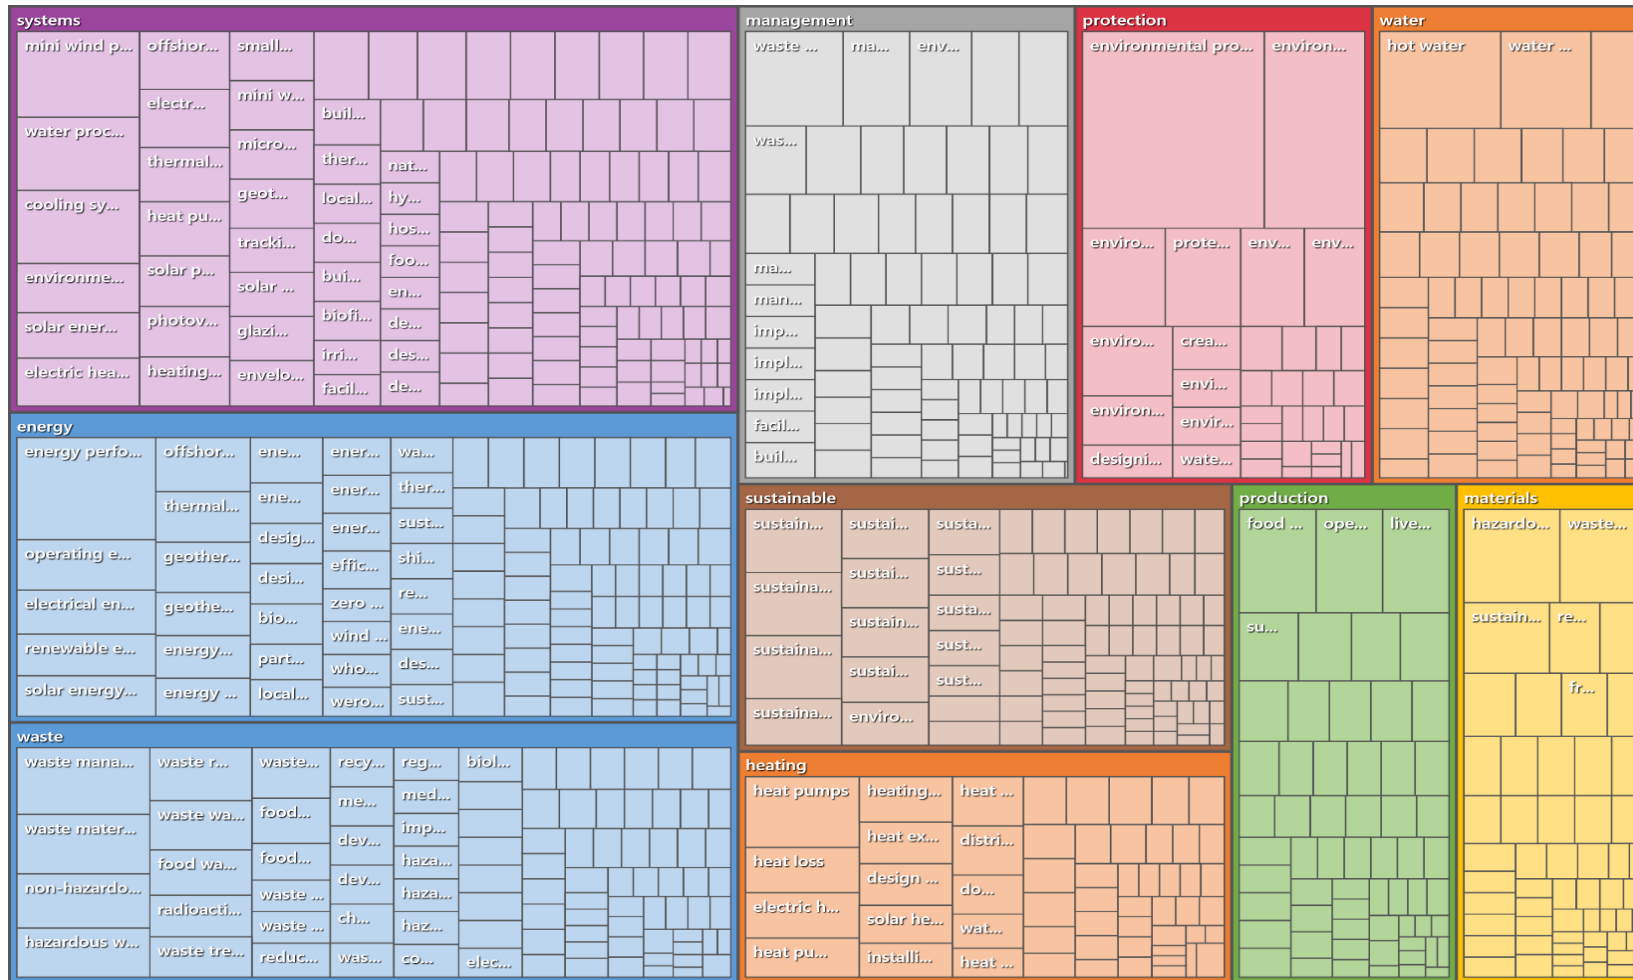 systems
mini wind p...
water proc...
cooling sy...
environme...
solar ener...
electric hea...
offshor...
electr...
thermal...
heat pu...
solar p...
photov...
heating...
small...
mini w...
micro...
geot...
tracki...
solar ...
glazi...
envelo...
buil...
ther...
local...
do...
bui...
biofi...
irri...
facil...
nat...
hy...
hos...
foo...
en...
de...
des...
de...
energy
energy perfo...
operating e...
electrical en...
renewable e...
solar energy...
offshor...
thermal...
geother...
geothe...
energy...
energy ...
ene...
ene...
desig...
desi...
bio...
part...
local...
ener...
ener...
ener...
effic...
zero ...
wind ...
who...
wero...
wa...
ther...
sust...
shi...
re...
ene...
des...
sust...
waste
waste mana...
waste mater...
non-hazardo...
hazardous w...
waste r...
waste wa...
food wa...
radioacti...
waste tre...
waste...
food...
food...
waste ...
waste ...
reduc...
recy...
me...
dev...
dev...
ch...
was...
reg...
med...
imp...
haza...
haza...
haz...
co...
biol...
elec...
management
waste ...
ma...
env...
was...
ma...
man...
imp...
impl...
impl...
facil...
buil...
protection
environmental pro...
environ...
enviro...
prote...
env...
env...
enviro...
environ...
designi...
crea...
envi...
envir...
wate...
water
hot water
water ...
sustainable
sustain...
sustaina...
sustaina...
sustaina...
sustai...
sustai...
sustain...
sustai...
enviro...
susta...
sust...
susta...
sust...
sust...
heating
heat pumps
heat loss
electric h...
heat pu...
heating...
heat ex...
design ...
solar he...
installi...
heat ...
distri...
do...
wat...
heat ...
production
food ...
ope...
live...
su...
materials
hazardo...
waste...
sustain...
re...
fr...